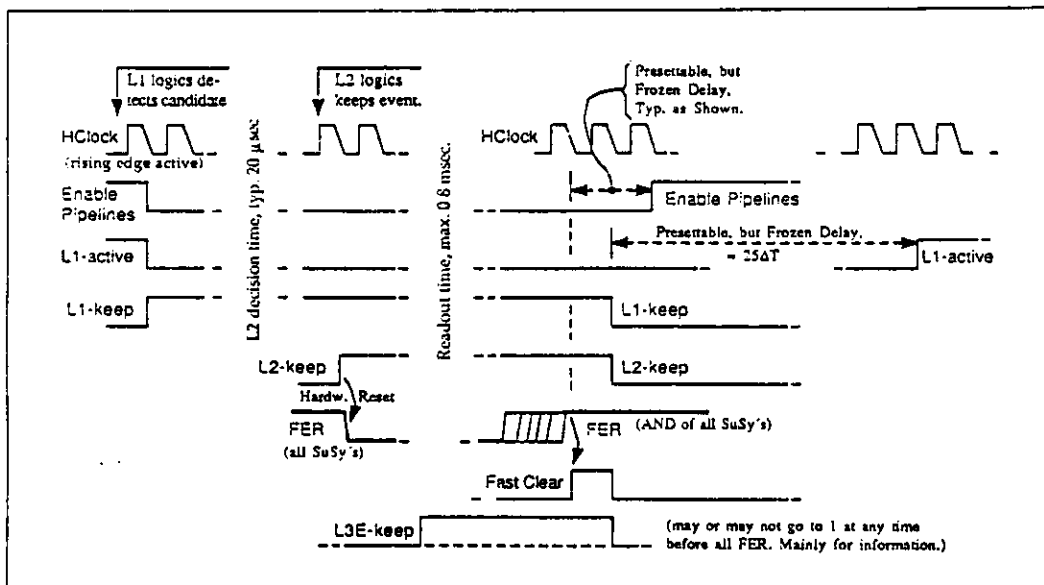 L1 logics de-
tects candidate
L2 logics
keeps event.
Presettable, but
Frozen Delay,
Typ. as Shown.
HClock
(rising edge active)
HClock
Enable
Pipelines
Enable Pipelines
L2 decision time, typ. 20 μsec
Readout time, max. 0 8 msec.
Presettable, but Frozen Delay,
= 25ΔT
L1-active
L1-active
L1-keep
L1-keep
L2-keep
L2-keep
Hardw. Reset
FER
(all SuSy's)
FER
(AND of all SuSy's)
Fast Clear
L3E-keep
(may or may not go to 1 at any time
before all FER. Mainly for information.)